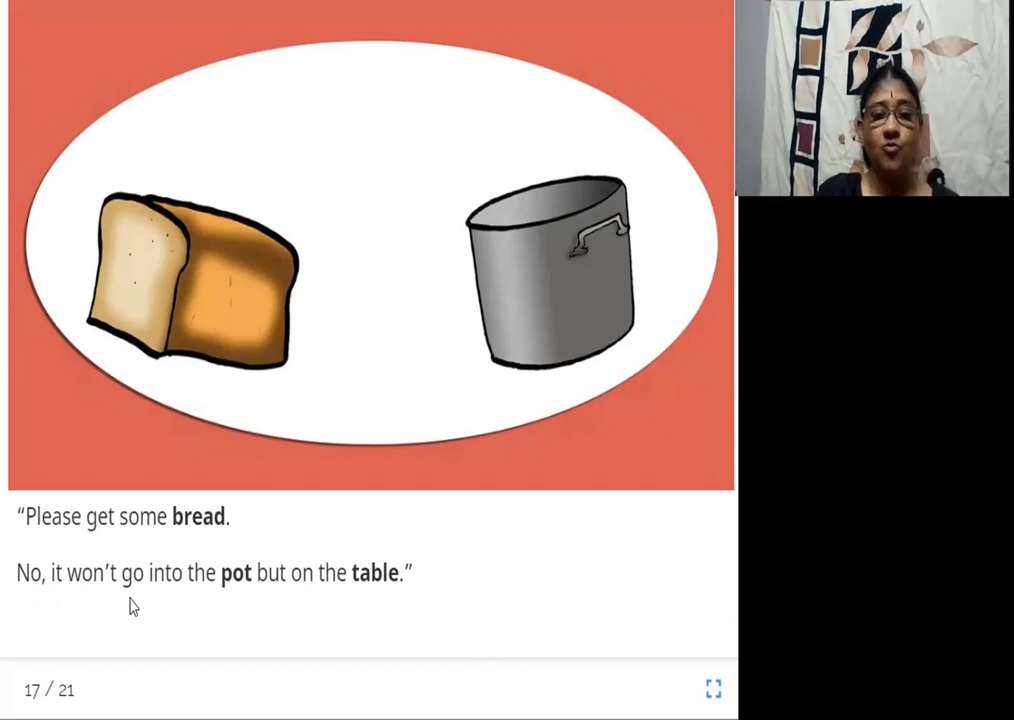 “Please get some bread.
No, it won’t go into the pot but on the table.”
17 / 21